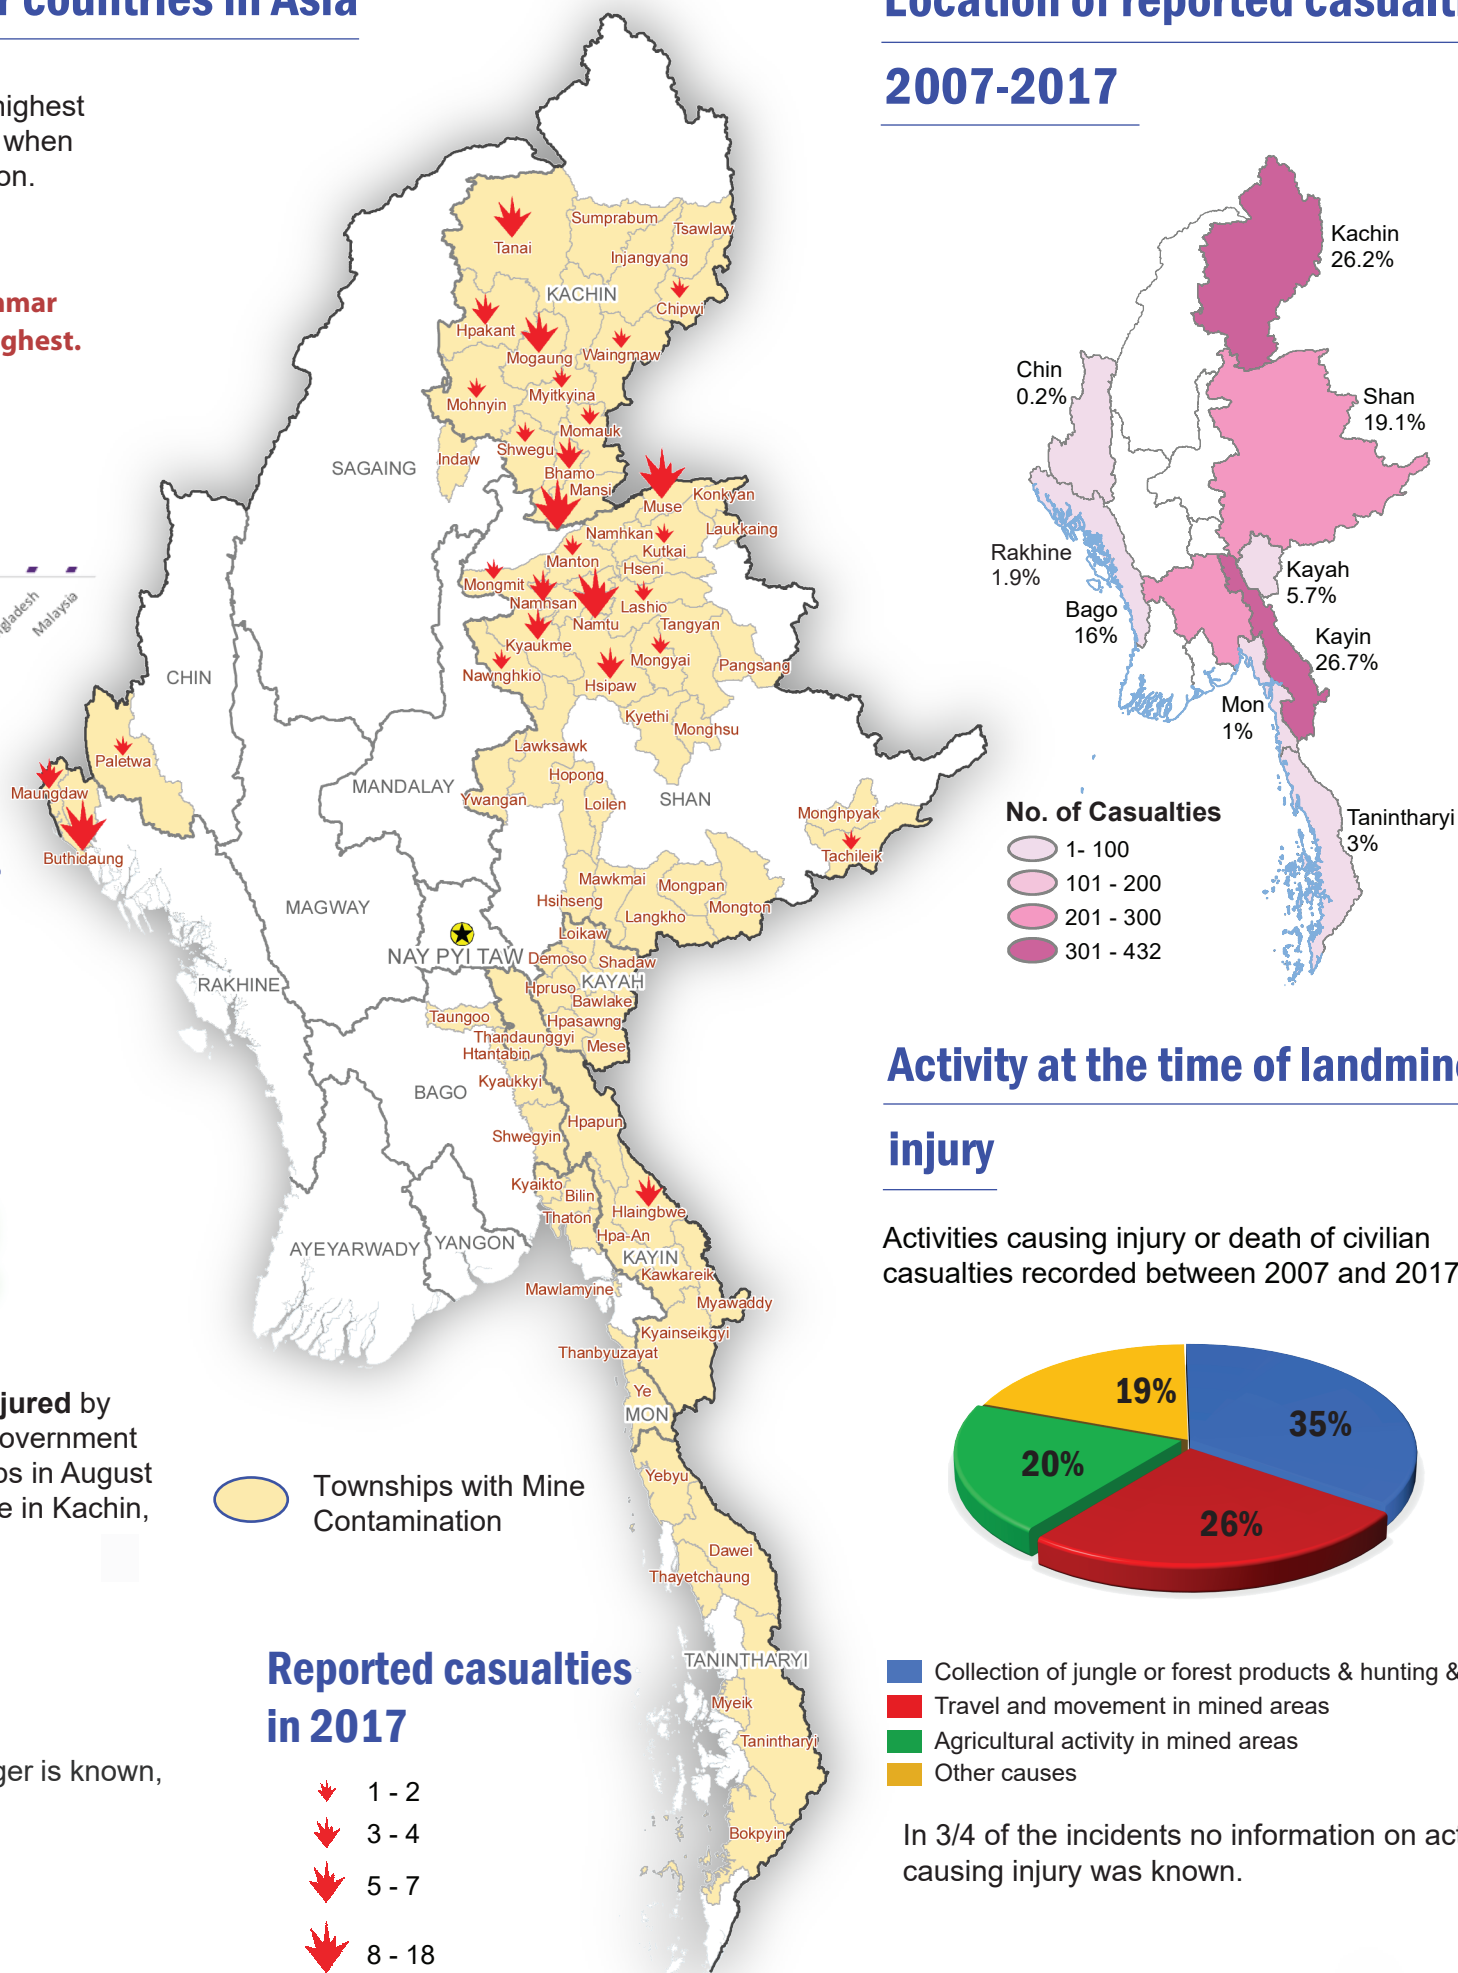 r countries in Asia
highest
when
on.
nmar
ghest.
gladesh
Malaysia
jured by
overnment
ps in August
e in Kachin,
ger is known,
Sumprabum
Tsawlaw
Tanai
Injangyang
KACHIN
Chipwi
Hpakant
Mogaung
Waingmaw
Myitkyina
Mohnyin
Momauk
Shwegu
Indaw
SAGAING
Bhamo
Mansi
Konkyan
Muse
Laukkaing
Namhkan
Kutkai
Manton
Hseni
Mongmit
Namhsan
Lashio
Namtu
Tangyan
Kyaukme
Mongyai
Pangsang
Nawnghkio
Hsipaw
CHIN
Kyethi
Monghsu
Lawksawk
Paletwa
Hopong
MANDALAY
Maungdaw
Ywangan
Loilen
SHAN
Monghpyak
Buthidaung
Tachileik
Mawkmai
Mongpan
Hsihseng
MAGWAY
Langkho
Mongton
Loikaw
NAY PYI TAW
Demoso
Shadaw
RAKHINE
Hpruso
KAYAH
Bawlake
Taungoo
Hpasawng
Thandaunggyi
Mese
Htantabin
Kyaukkyi
BAGO
Hpapun
Shwegyin
Kyaikto
Bilin
Hlaingbwe
Thaton
Hpa-An
AYEYARWADY
YANGON
KAYIN
Kawkareik
Mawlamyine
Myawaddy
Kyainseikgyi
Thanbyuzayat
Ye
MON
Yebyu
Dawei
Thayetchaung
TANINTHARYI
Myeik
Tanintharyi
Bokpyin
Townships with Mine
Contamination
Reported casualties
in 2017
1 - 2
3 - 4
5 - 7
8 - 18
Location of reported casualti
2007-2017
Kachin
26.2%
Chin
0.2%
Shan
19.1%
Rakhine
1.9%
Kayah
5.7%
Bago
16%
Kayin
26.7%
Mon
1%
Tanintharyi
3%
No. of Casualties
1- 100
101 - 200
201 - 300
301 - 432
Activity at the time of landmine
injury
Activities causing injury or death of civilian
casualties recorded between 2007 and 2017
19%
35%
20%
26%
Collection of jungle or forest products & hunting &
Travel and movement in mined areas
Agricultural activity in mined areas
Other causes
In 3/4 of the incidents no information on act
causing injury was known.